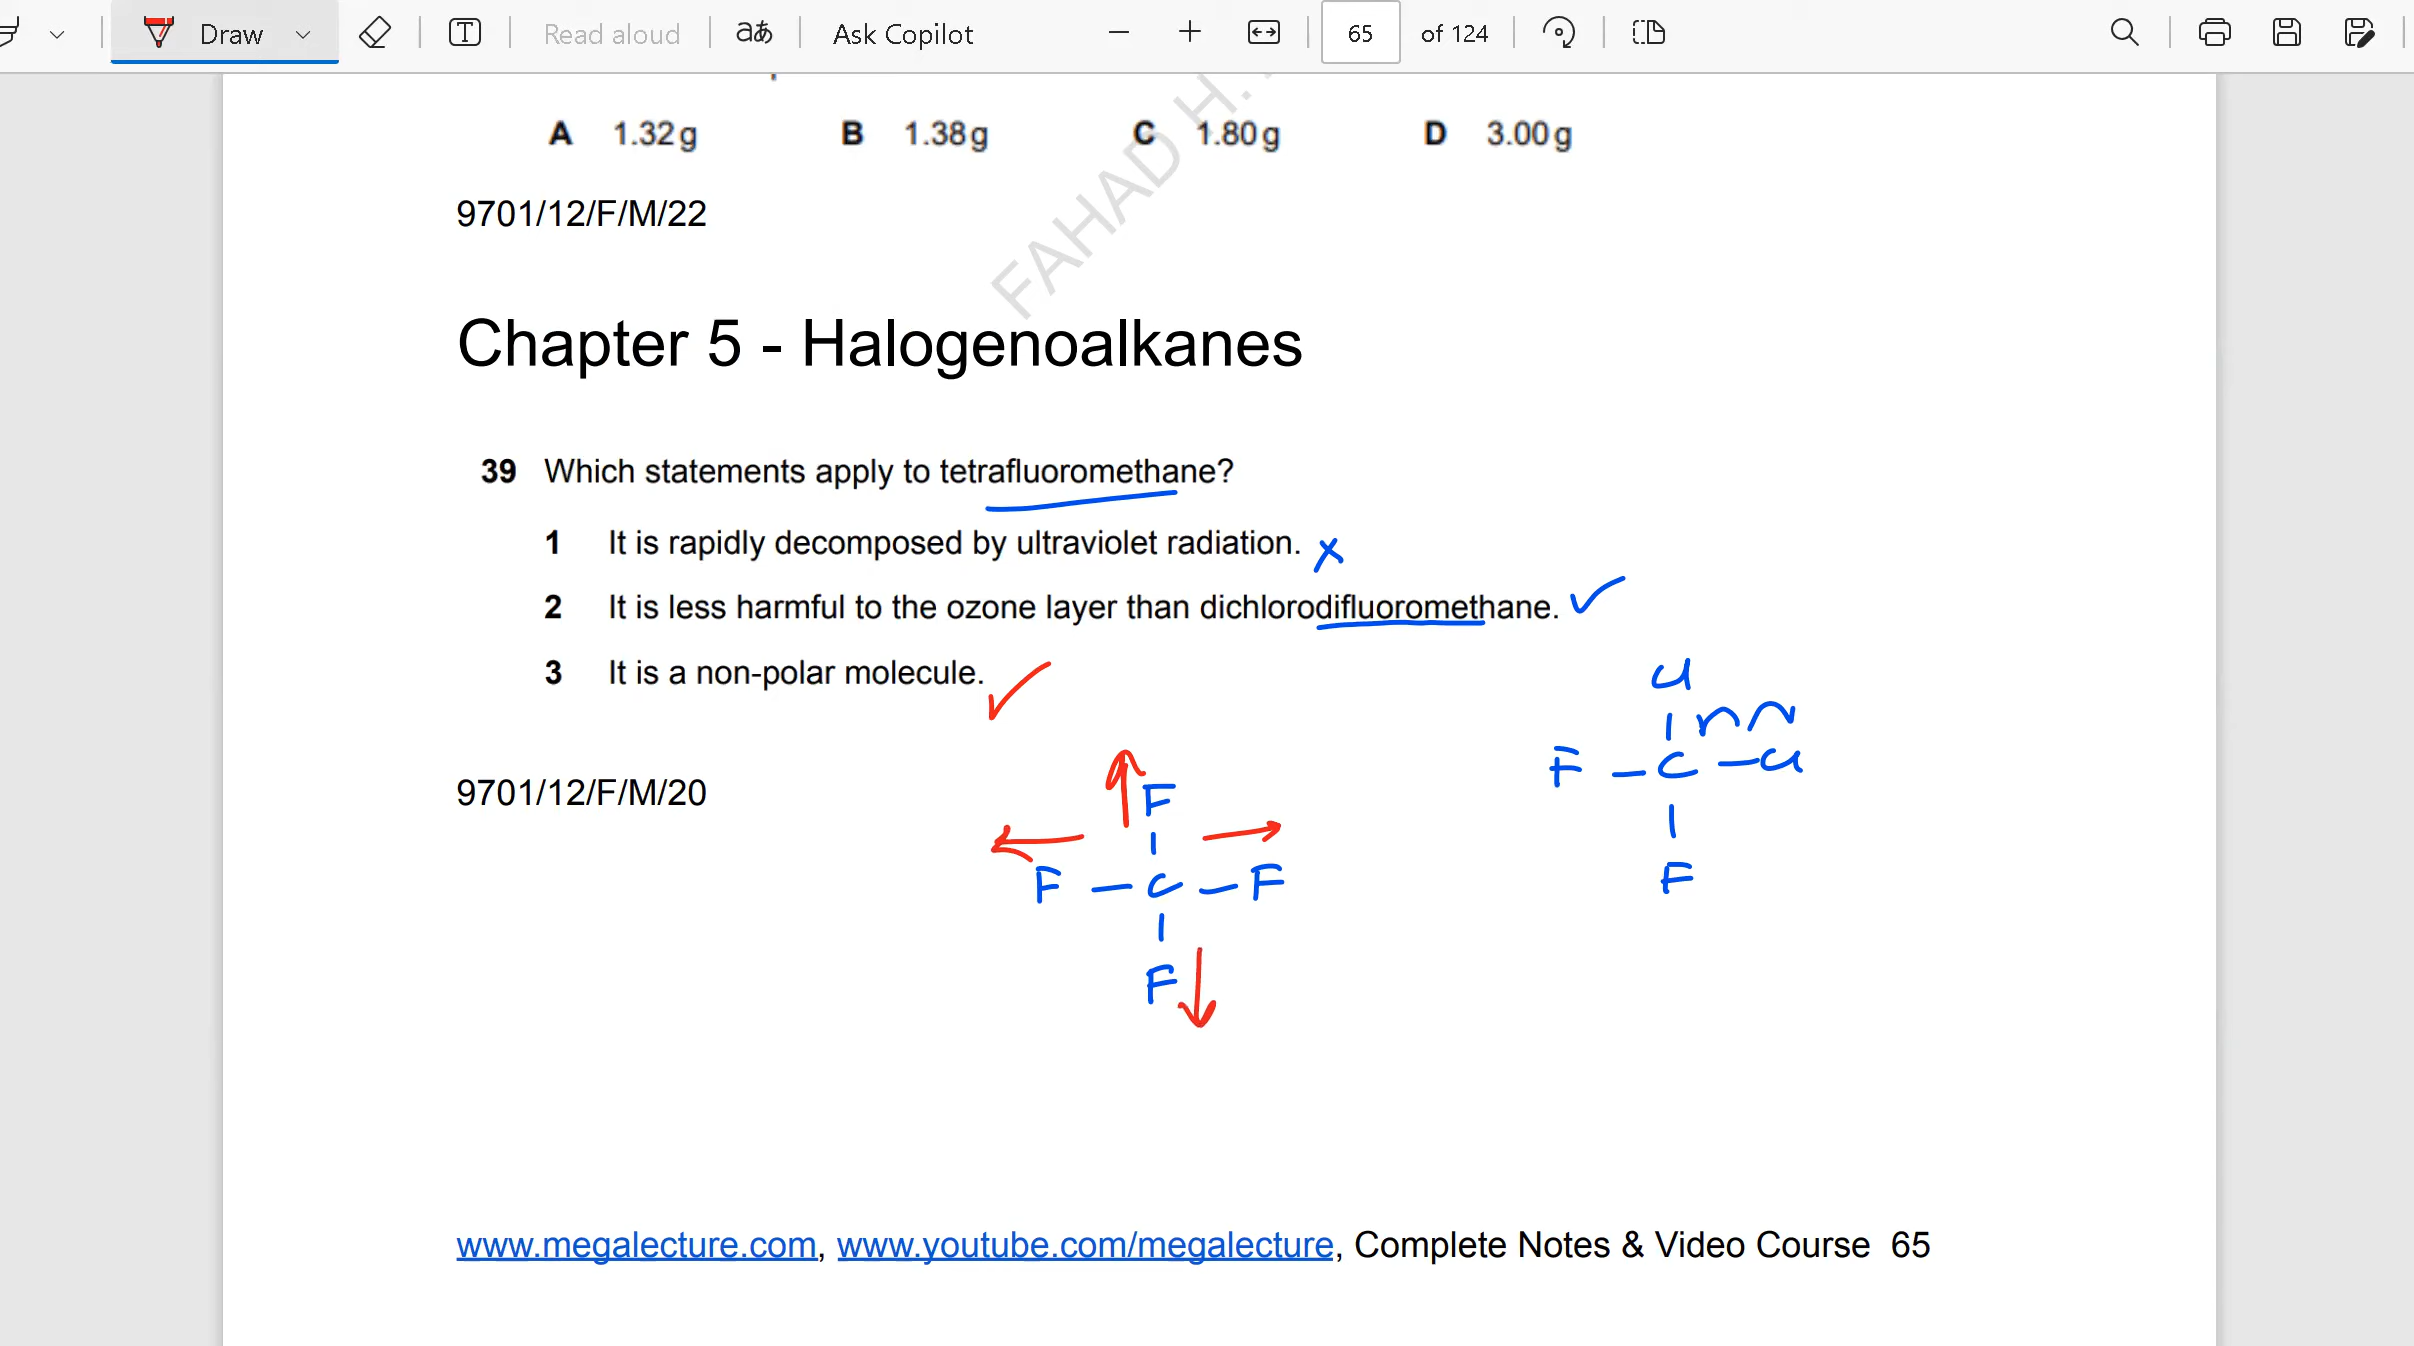 Draw Read aloud aあ Ask Copilot 65 of 124
A 1.32 g B 1.38 g C 1.80 g D 3.00 g
9701/12/F/M/22
FAHAD H.
Chapter 5 - Halogenoalkanes
39 Which statements apply to tetrafluoromethane?
1 It is rapidly decomposed by ultraviolet radiation. x
2 It is less harmful to the ozone layer than dichlorodifluoromethane. ✓
3 It is a non-polar molecule. ✓
9701/12/F/M/20
Cl
F – C – Cl
F
F
F – C – F
F
www.megalecture.com, www.youtube.com/megalecture, Complete Notes & Video Course 65